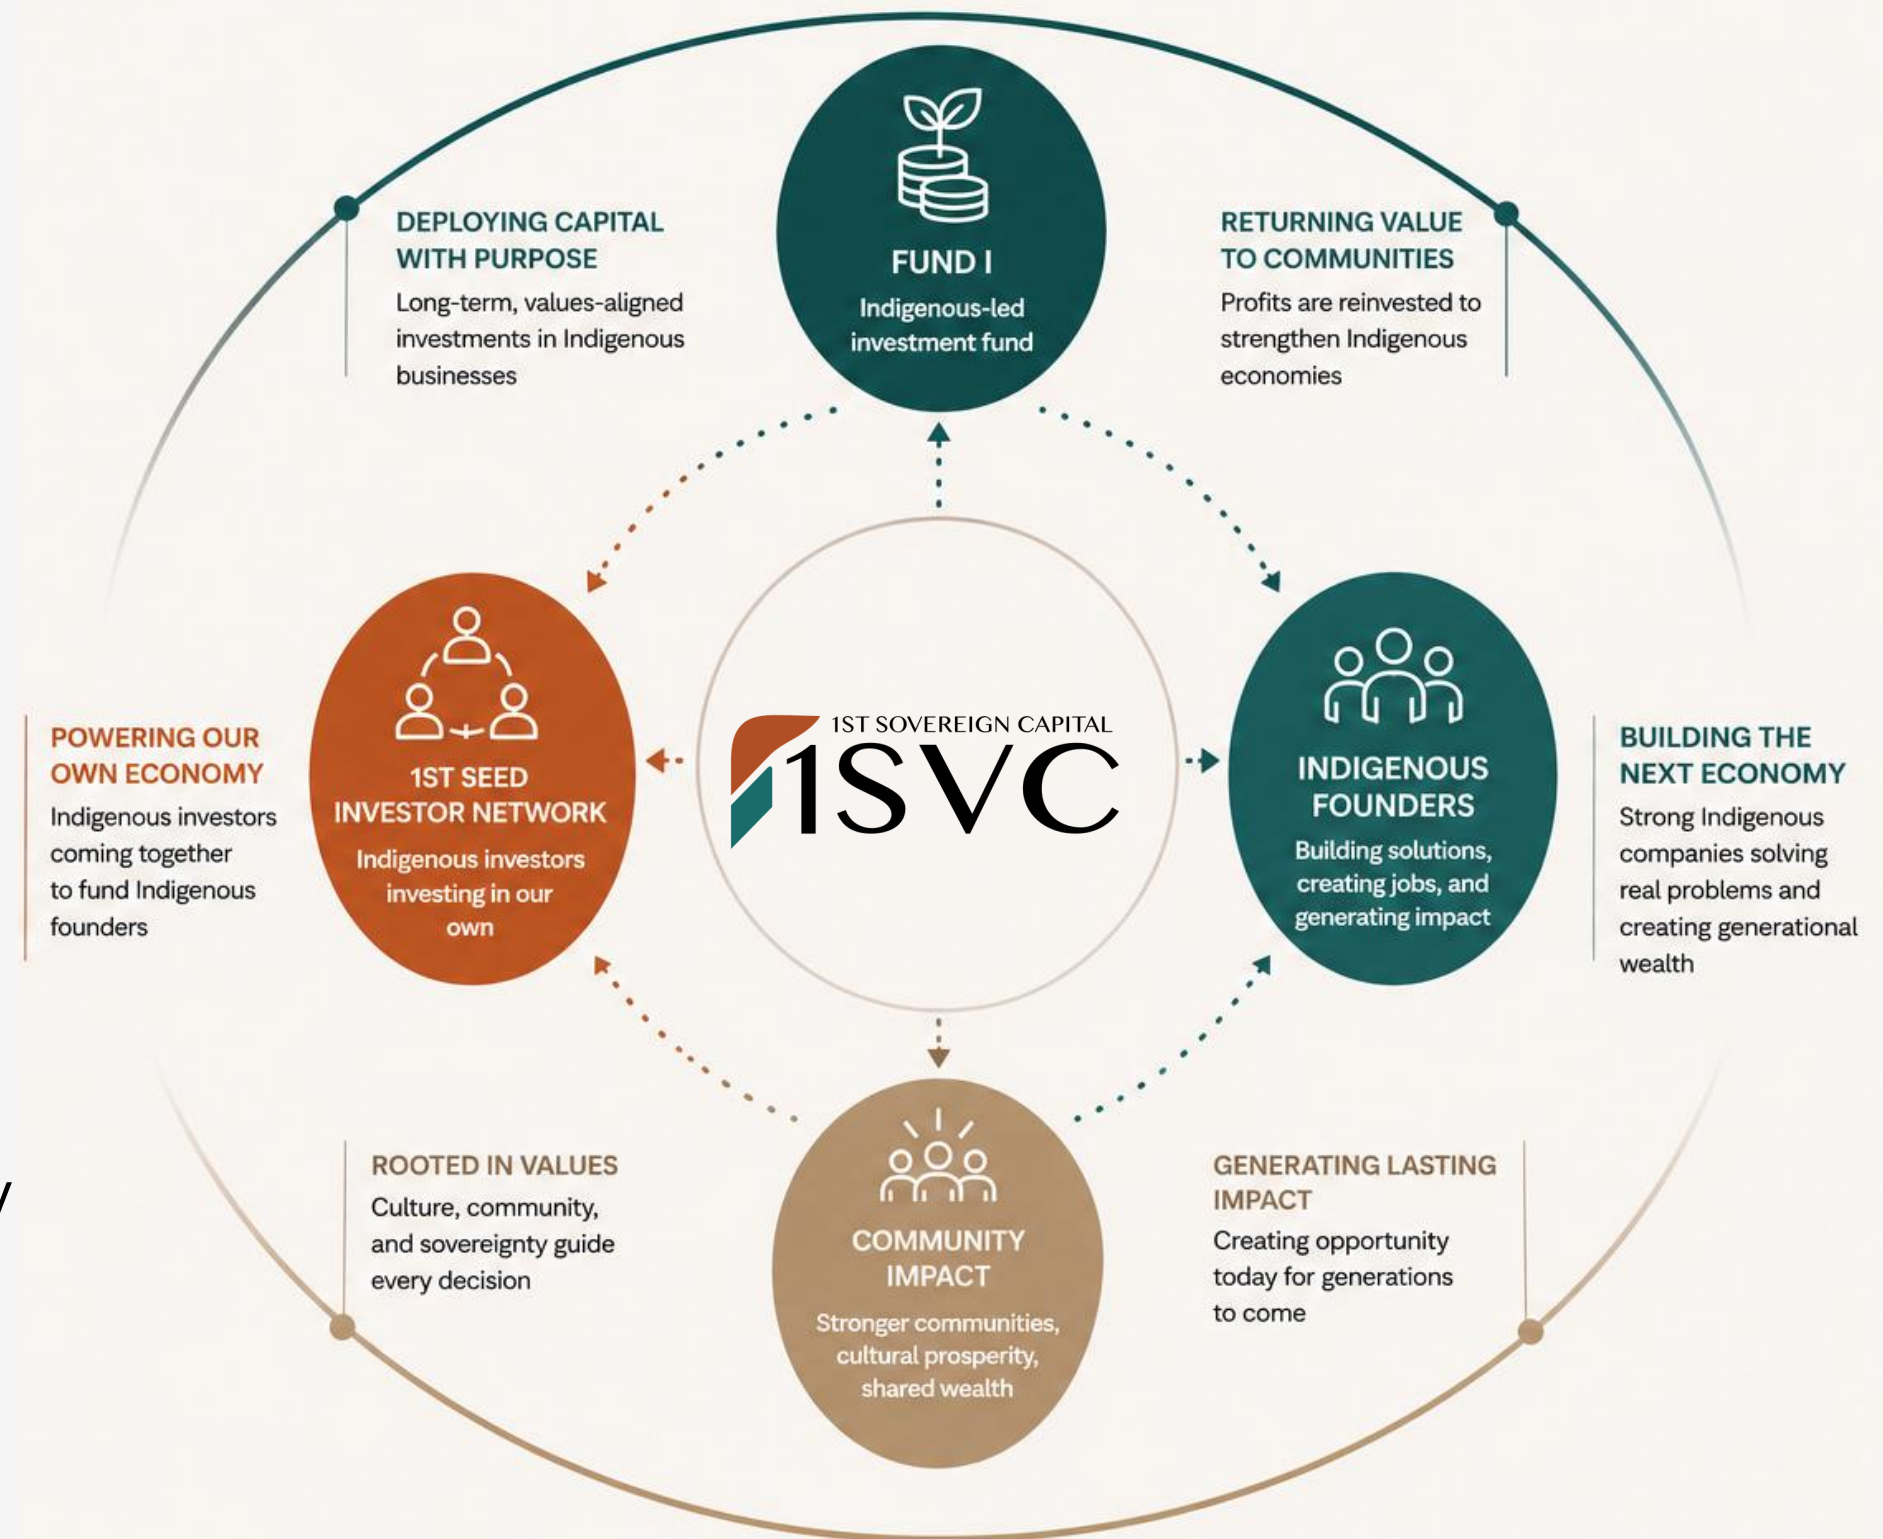 FUND I
Indigenous-led
investment fund
DEPLOYING CAPITAL
WITH PURPOSE
Long-term, values-aligned
investments in Indigenous
businesses
RETURNING VALUE
TO COMMUNITIES
Profits are reinvested to
strengthen Indigenous
economies
POWERING OUR
OWN ECONOMY
Indigenous investors
coming together
to fund Indigenous
founders
1ST SEED
INVESTOR NETWORK
Indigenous investors
investing in our
own
1ST SOVEREIGN CAPITAL
1SVC
INDIGENOUS
FOUNDERS
Building solutions,
creating jobs, and
generating impact
BUILDING THE
NEXT ECONOMY
Strong Indigenous
companies solving
real problems and
creating generational
wealth
ROOTED IN VALUES
Culture, community,
and sovereignty guide
every decision
COMMUNITY
IMPACT
Stronger communities,
cultural prosperity,
shared wealth
GENERATING LASTING
IMPACT
Creating opportunity
today for generations
to come